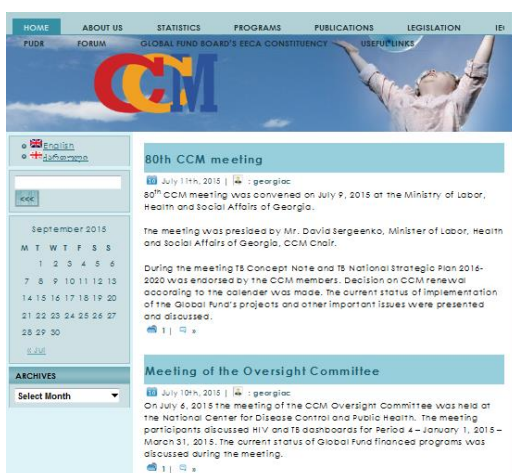 HOME ABOUT US STATISTICS PROGRAMS PUBLICATIONS LEGISLATION IE
PUDR FORUM GLOBAL FUND BOARD'S EECA CONSTITUENCY USEFUL LINKS
CCM
English
ქართული
<<<
September 2015
M T W T F S S
1 2 3 4 5 6
7 8 9 10 11 12 13
14 15 16 17 18 19 20
21 22 23 24 25 26 27
28 29 30
« JUL
ARCHIVES
Select Month
80th CCM meeting
July 11th, 2015 | : georgiac
80th CCM meeting was convened on July 9, 2015 at the Ministry of Labor,
Health and Social Affairs of Georgia.
The meeting was presided by Mr. David Sergeenko, Minister of Labor, Health
and Social Affairs of Georgia, CCM Chair.
During the meeting TB Concept Note and TB National Strategic Plan 2016-
2020 was endorsed by the CCM members. Decision on CCM renewal
according to the calender was made. The current status of implementation
of the Global Fund's projects and other important issues were presented
and discussed.
1 | »
Meeting of the Oversight Committee
July 10th, 2015 | : georgiac
On July 6, 2015 the meeting of the CCM Oversight Committee was held at
the National Center for Disease Control and Public Health. The meeting
participants discussed HIV and TB dashboards for Period 4 – January 1, 2015 –
March 31, 2015. The current status of Global Fund financed programs was
discussed during the meeting.
1 | »